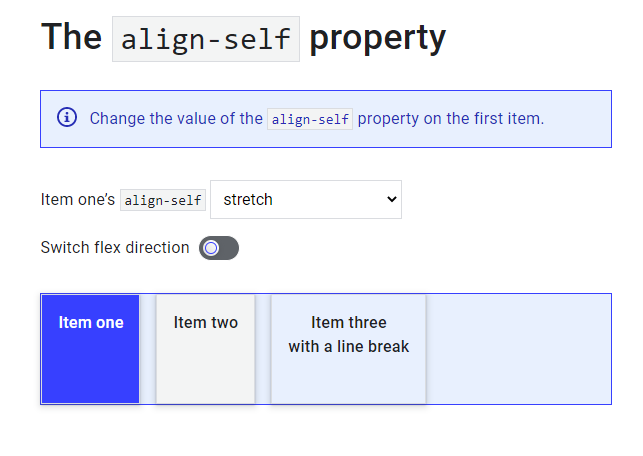 The align-self property
Change the value of the align-self property on the first item.
Item one’s align-self stretch
Switch flex direction
Item one Item two Item three
with a line break